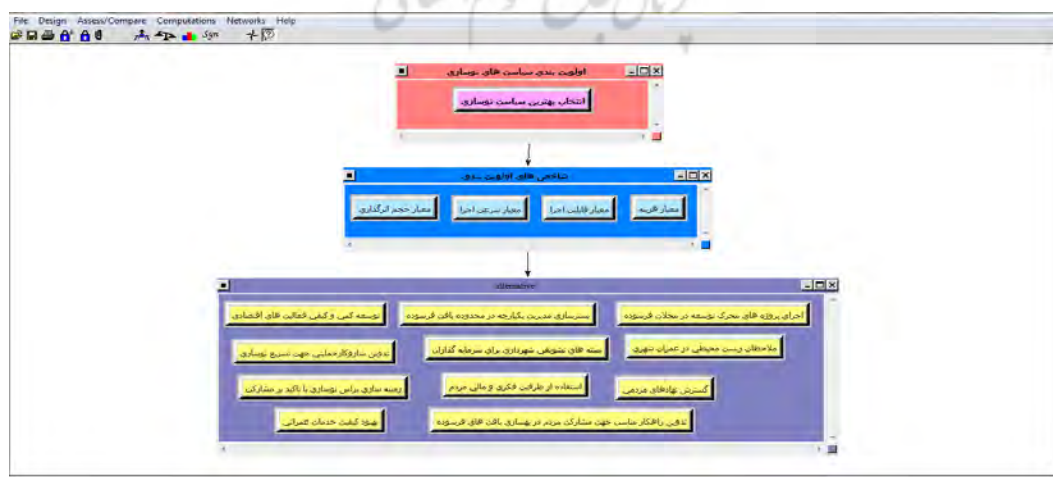 File Design Assess/Compare Computations Networks Help
اولویت بندی سیاست های نوسازی
انتخاب بهترین سیاست نوسازی
شاخص های اولویت بندی
معیار هزینه
معیار قابلیت اجرا
معیار سرعت اجرا
معیار حجم اثرگذاری
alternative
اجرای پروژه های محرک توسعه در محلات فرسوده
بسترسازی مدیریت یکپارچه در محدوده بافت فرسوده
توسعه کمی و کیفی فعالیت های اقتصادی
ملاحظات زیست محیطی در عمران شهری
بسته های تشویقی شهرداری برای سرمایه گذاران
تدوین سازوکار حمایتی جهت تسریع نوسازی
گسترش نهادهای مردمی
استفاده از ظرفیت فکری و مالی مردم
زمینه سازی برای نوسازی با تاکید بر مشارکت
تدوین راهکار مناسب جهت مشارکت مردم در بهسازی بافت های فرسوده
بهبود کیفیت خدمات عمرانی